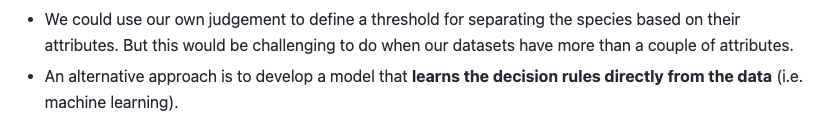 • We could use our own judgement to define a threshold for separating the species based on their
attributes. But this would be challenging to do when our datasets have more than a couple of attributes.
• An alternative approach is to develop a model that learns the decision rules directly from the data (i.e.
machine learning).